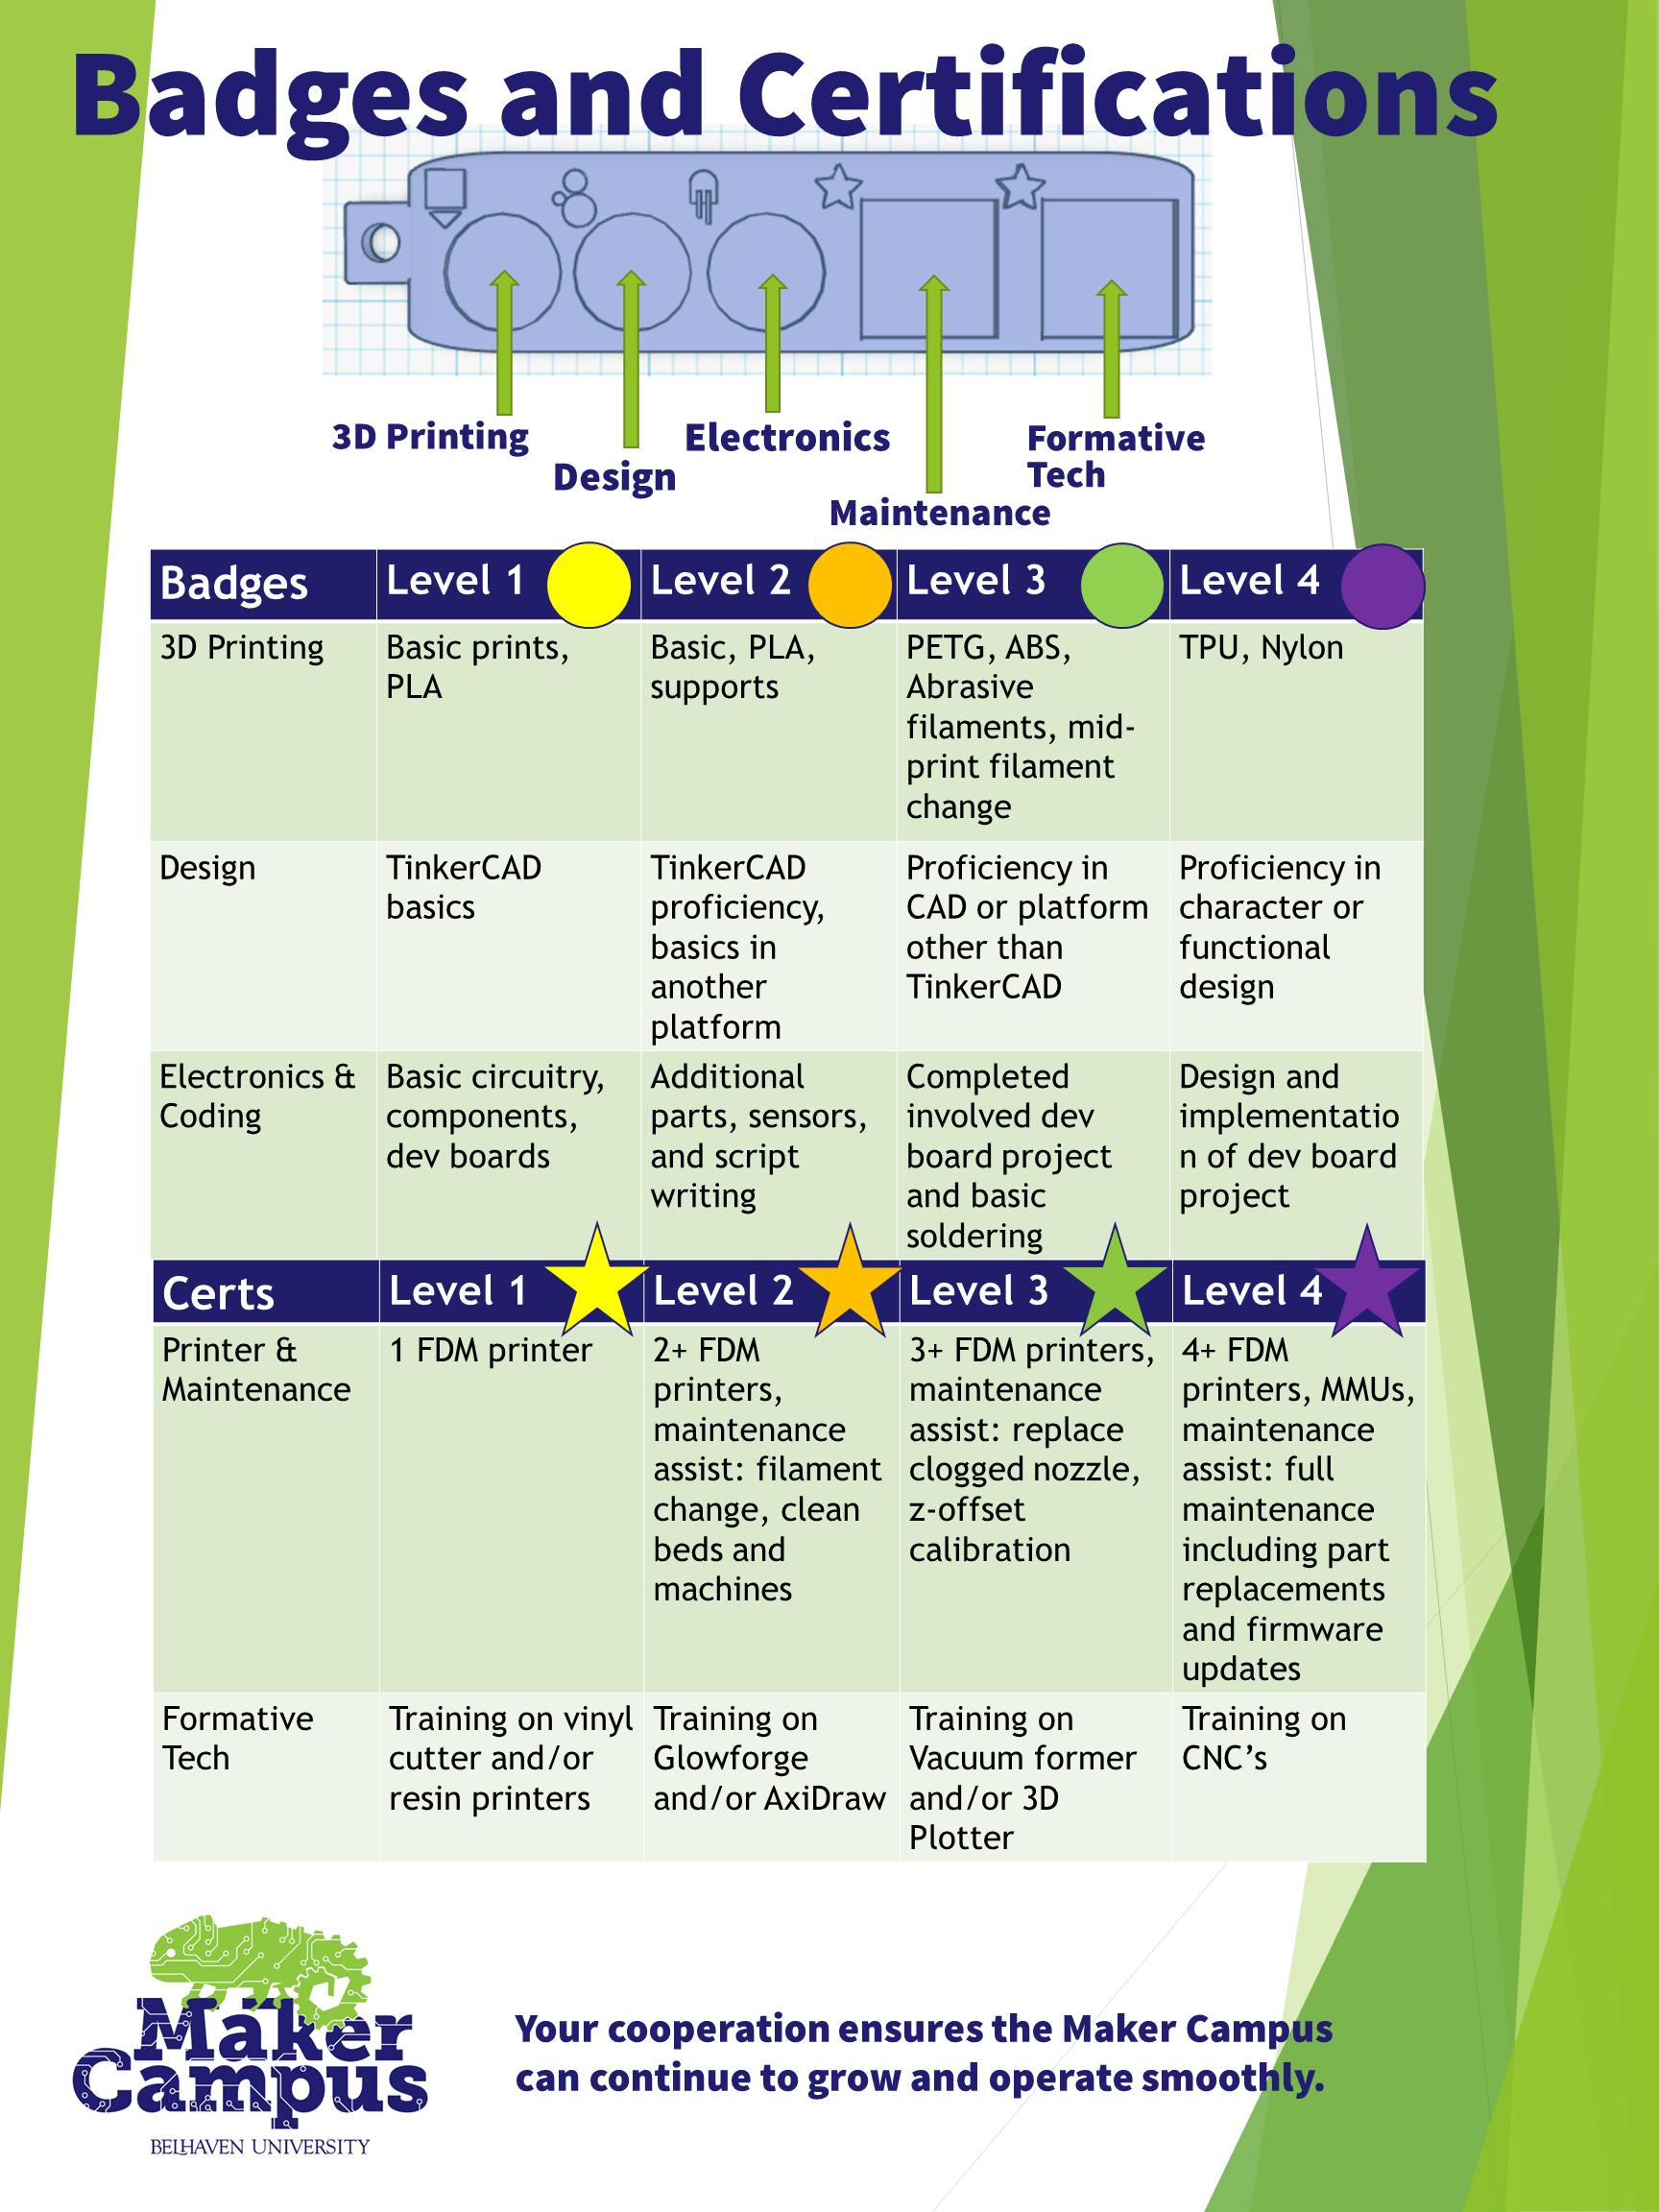 Badges and Certifications
3D Printing
Design
Electronics
Maintenance
Formative
Tech
Badges
Level 1
Level 2
Level 3
Level 4
3D Printing
Basic prints,
PLA
Basic, PLA,
supports
PETG, ABS,
Abrasive
filaments, mid-
print filament
change
TPU, Nylon
Design
TinkerCAD
basics
TinkerCAD
proficiency,
basics in
another
platform
Proficiency in
CAD or platform
other than
TinkerCAD
Proficiency in
character or
functional
design
Electronics &
Coding
Basic circuitry,
components,
dev boards
Additional
parts, sensors,
and script
writing
Completed
involved dev
board project
and basic
soldering
Design and
implementatio
n of dev board
project
Certs
Level 1
Level 2
Level 3
Level 4
Printer &
Maintenance
1 FDM printer
2+ FDM
printers,
maintenance
assist: filament
change, clean
beds and
machines
3+ FDM printers,
maintenance
assist: replace
clogged nozzle,
z-offset
calibration
4+ FDM
printers, MMUs,
maintenance
assist: full
maintenance
including part
replacements
and firmware
updates
Formative
Tech
Training on vinyl
cutter and/or
resin printers
Training on
Glowforge
and/or AxiDraw
Training on
Vacuum former
and/or 3D
Plotter
Training on
CNC’s
Maker
Campus
BELHAVEN UNIVERSITY
Your cooperation ensures the Maker Campus
can continue to grow and operate smoothly.